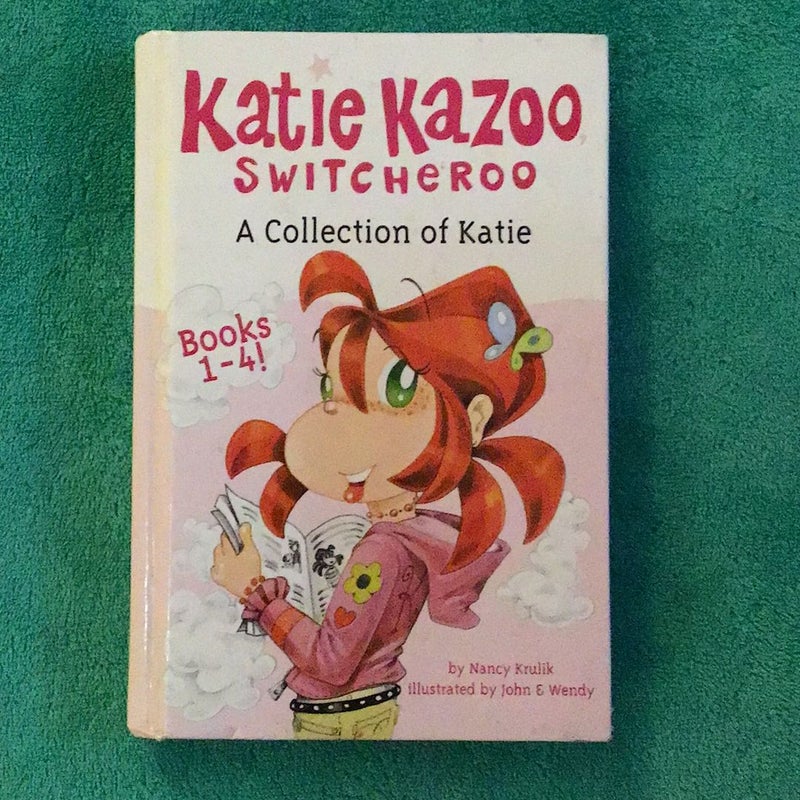 Katie Kazoo,
SWITCHEROO
A Collection of Katie
Books
1-4!
by Nancy Krulik
illustrated by John & Wendy